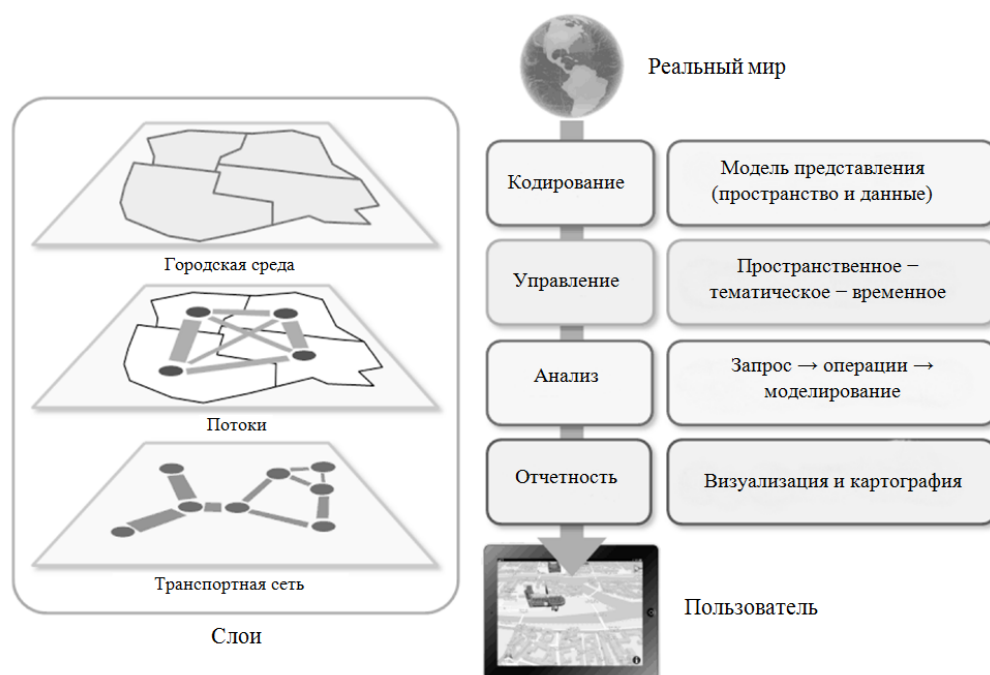 Реальный мир
Городская среда
Потоки
Транспортная сеть
Слои
Кодирование
Модель представления
(пространство и данные)
Управление
Пространственное −
тематическое − временное
Анализ
Запрос → операции →
моделирование
Отчетность
Визуализация и картография
Пользователь